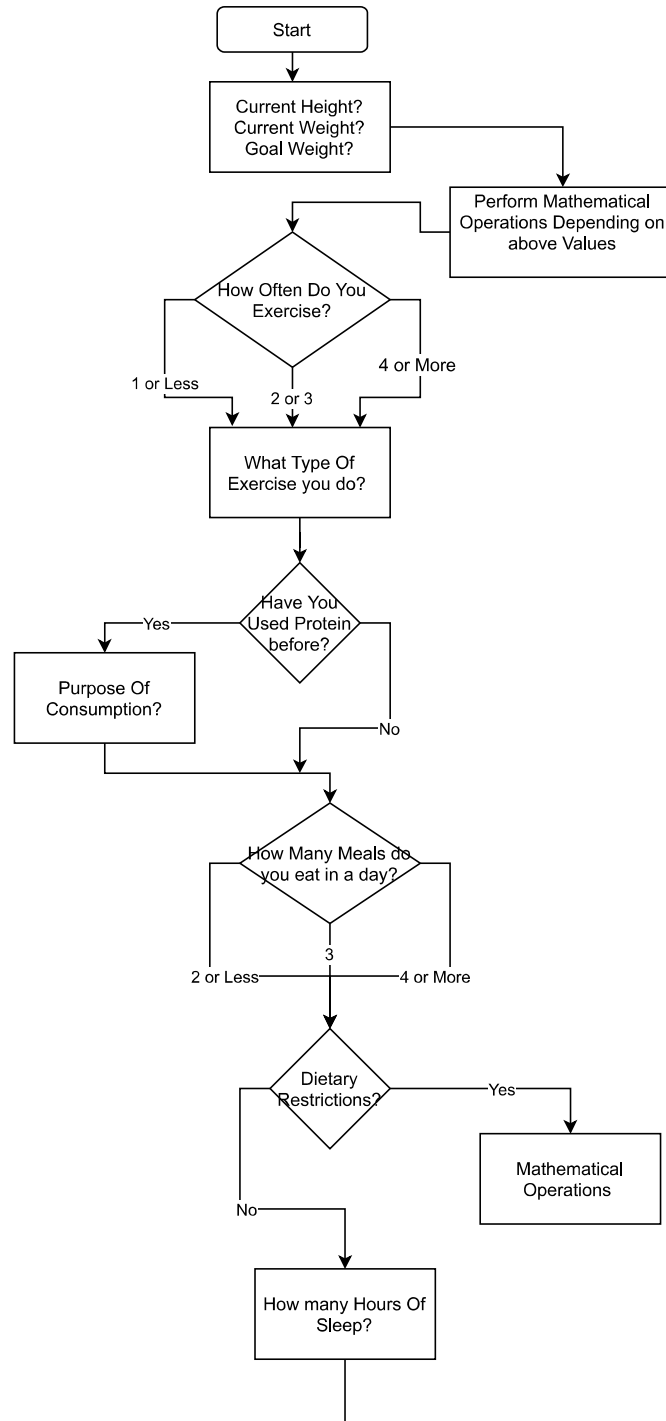 Start
Current Height?
Current Weight?
Goal Weight?
Perform Mathematical
Operations Depending on
above Values
How Often Do You
Exercise?
1 or Less
2 or 3
4 or More
What Type Of
Exercise you do?
Have You
Used Protein
before?
Yes
Purpose Of
Consumption?
No
How Many Meals do
you eat in a day?
2 or Less
3
4 or More
Dietary
Restrictions?
Yes
Mathematical
Operations
No
How many Hours Of
Sleep?